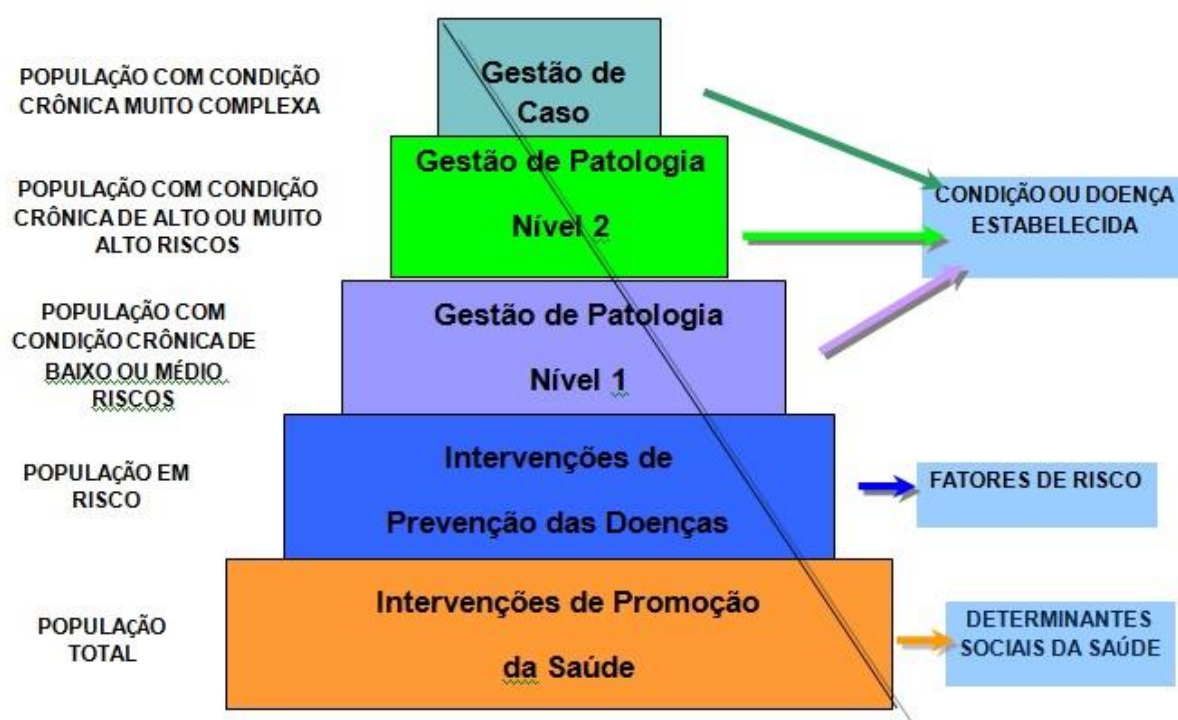 POPULAÇÃO COM CONDIÇÃO
CRÔNICA MUITO COMPLEXA
Gestão de
Caso
POPULAÇÃO COM CONDIÇÃO
CRÔNICA DE ALTO OU MUITO
ALTO RISCOS
Gestão de Patologia
Nível 2
CONDIÇÃO OU DOENÇA
ESTABELECIDA
POPULAÇÃO COM
CONDIÇÃO CRÔNICA DE
BAIXO OU MÉDIO
RISCOS
Gestão de Patologia
Nível 1
POPULAÇÃO EM
RISCO
Intervenções de
Prevenção das Doenças
FATORES DE RISCO
POPULAÇÃO
TOTAL
Intervenções de Promoção
da Saúde
DETERMINANTES
SOCIAIS DA SAÚDE